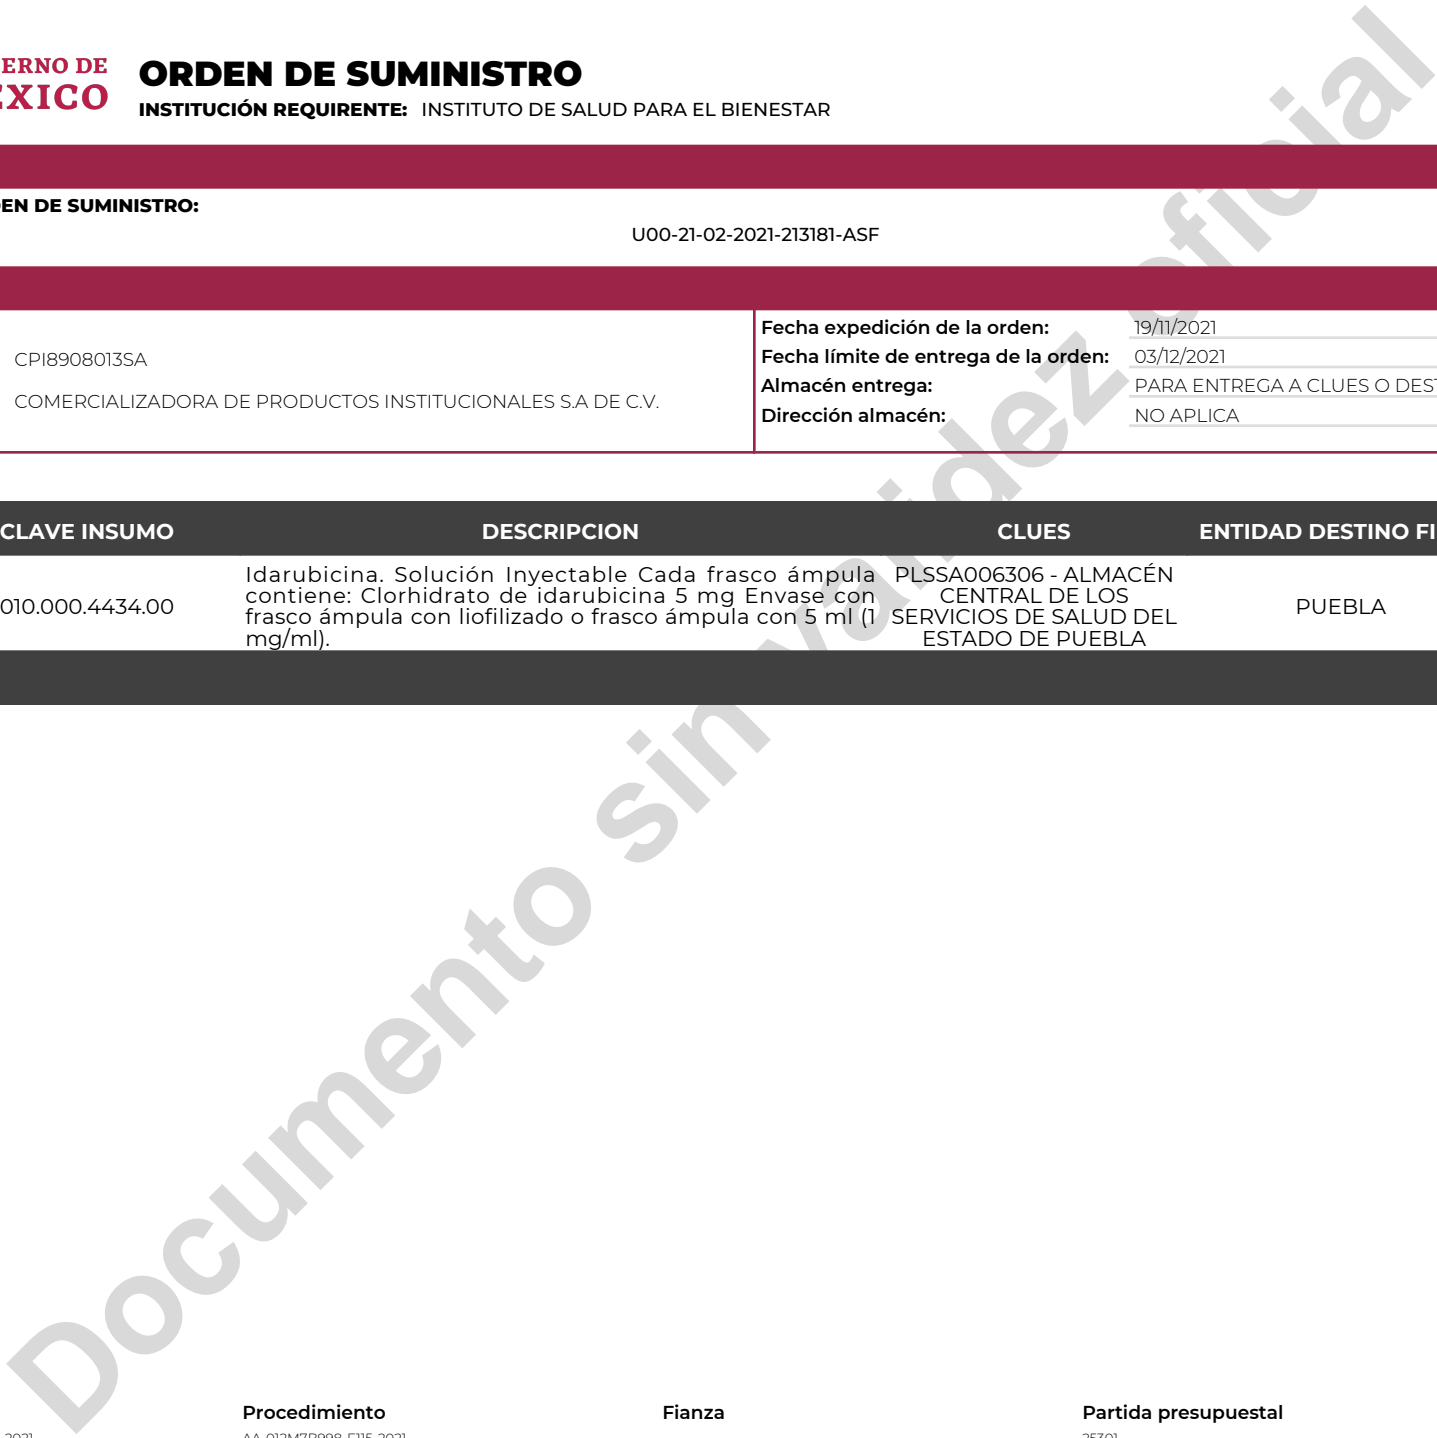 ERNO DE
ORDEN DE SUMINISTRO
INSTITUCIÓN REQUIRENTE: INSTITUTO DE SALUD PARA EL BIENESTAR
EN DE SUMINISTRO:
U00-21-02-2021-213181-ASF
CPI8908013SA
COMERCIALIZADORA DE PRODUCTOS INSTITUCIONALES S.A DE C.V.
Fecha expedición de la orden: 19/11/2021
Fecha límite de entrega de la orden: 03/12/2021
Almacén entrega: PARA ENTREGA A CLUES O DEST
Dirección almacén: NO APLICA
CLAVE INSUMO DESCRIPCION CLUES ENTIDAD DESTINO FI
010.000.4434.00
Idarubicina. Solución Inyectable Cada frasco ámpula
contiene: Clorhidrato de idarubicina 5 mg Envase con
frasco ámpula con liofilizado o frasco ámpula con 5 ml (1
mg/ml).
PLSSA006306 - ALMACÉN
CENTRAL DE LOS
SERVICIOS DE SALUD DEL
ESTADO DE PUEBLA
PUEBLA
Documento sin validez oficial
Procedimiento Fianza Partida presupuestal